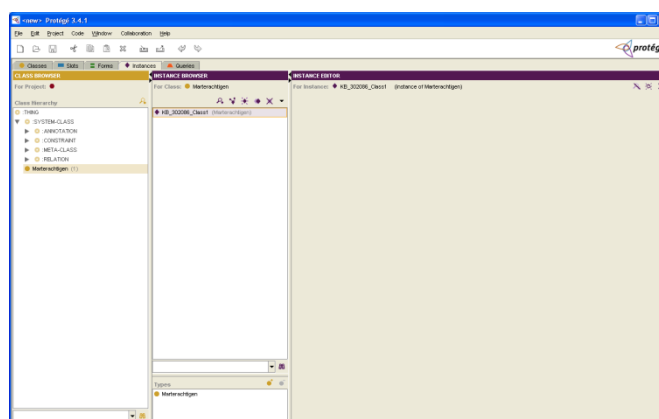 <new> Protégé 3.4.1
File Edit Project Code Window Collaboration Help
protégé
Classes Slots Forms Instances Queries
CLASS BROWSER
For Project:
Class Hierarchy
:THING
:SYSTEM-CLASS
:ANNOTATION
:CONSTRAINT
:META-CLASS
:RELATION
Marterachtigen (1)
INSTANCE BROWSER
For Class: Marterachtigen
KB_302086_Class1 (Marterachtigen)
Types
Marterachtigen
INSTANCE EDITOR
For Instance: KB_302086_Class1 (instance of Marterachtigen)